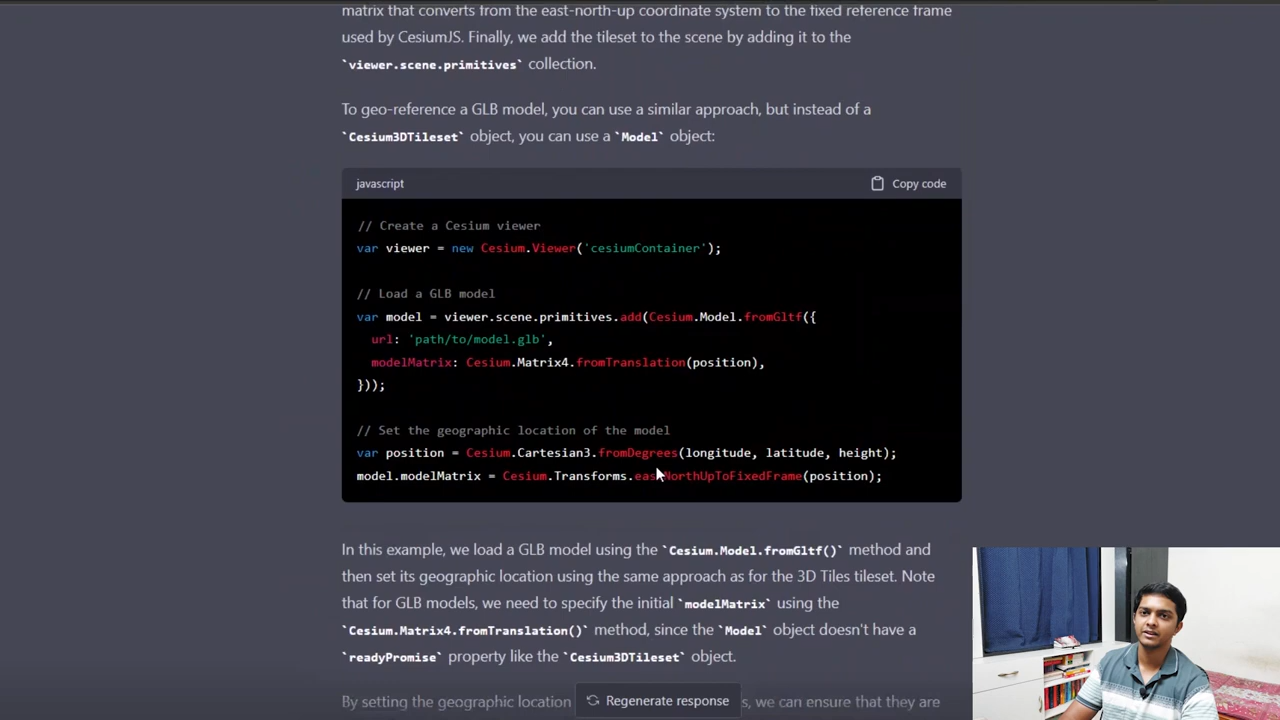 matrix that converts from the east-north-up coordinate system to the fixed reference frame
used by CesiumJS. Finally, we add the tileset to the scene by adding it to the
`viewer.scene.primitives` collection.
To geo-reference a GLB model, you can use a similar approach, but instead of a
`Cesium3DTileset` object, you can use a `Model` object:
javascript
Copy code
// Create a Cesium viewer
var viewer = new Cesium.Viewer('cesiumContainer');
// Load a GLB model
var model = viewer.scene.primitives.add(Cesium.Model.fromGltf({
url: 'path/to/model.glb',
modelMatrix: Cesium.Matrix4.fromTranslation(position),
}));
// Set the geographic location of the model
var position = Cesium.Cartesian3.fromDegrees(longitude, latitude, height);
model.modelMatrix = Cesium.Transforms.eastNorthUpToFixedFrame(position);
In this example, we load a GLB model using the `Cesium.Model.fromGltf()` method and
then set its geographic location using the same approach as for the 3D Tiles tileset. Note
that for GLB models, we need to specify the initial `modelMatrix` using the
`Cesium.Matrix4.fromTranslation()` method, since the `Model` object doesn't have a
`readyPromise` property like the `Cesium3DTileset` object.
By setting the geographic location
Regenerate response
s, we can ensure that they are